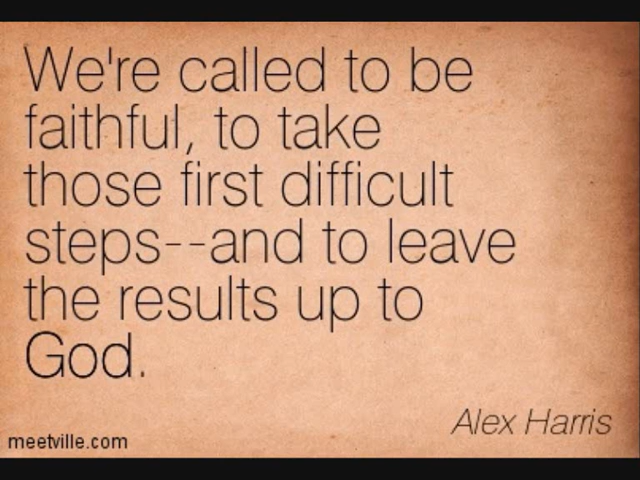 We're called to be
faithful, to take
those first difficult
steps--and to leave
the results up to
God.
Alex Harris
meetville.com